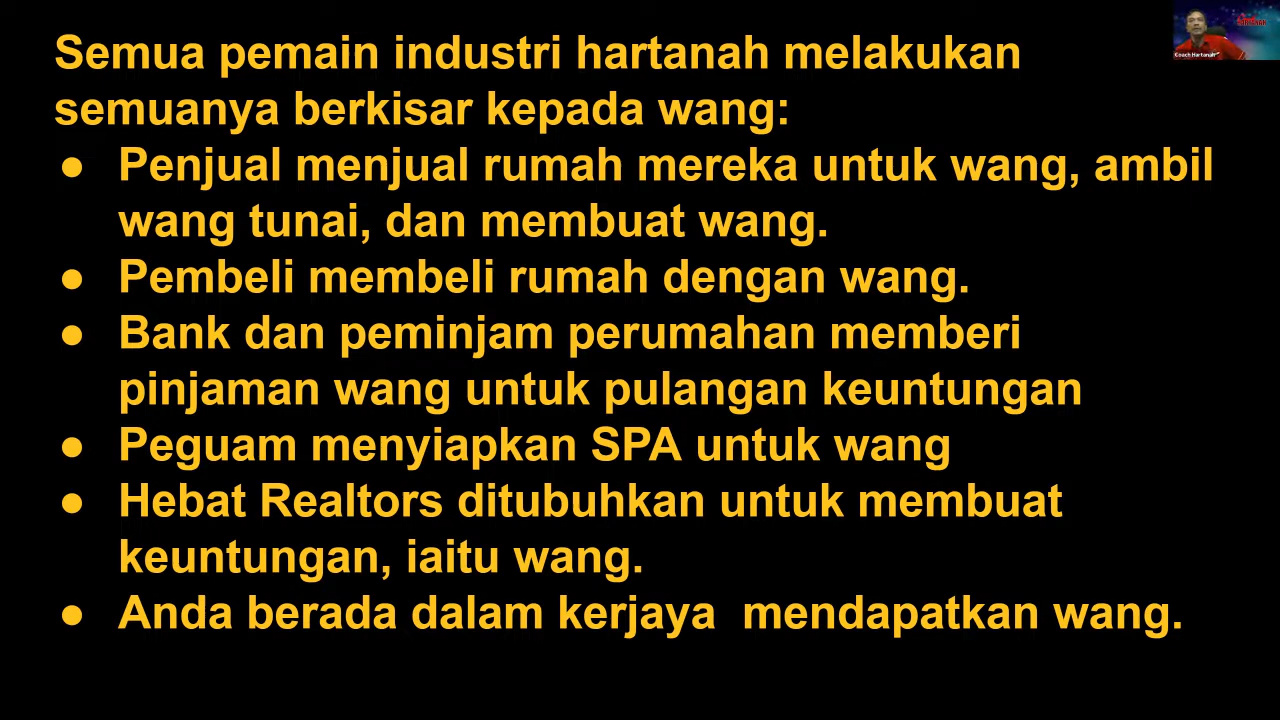 Semua pemain industri hartanah melakukan
semuanya berkisar kepada wang:
● Penjual menjual rumah mereka untuk wang, ambil
wang tunai, dan membuat wang.
● Pembeli membeli rumah dengan wang.
● Bank dan peminjam perumahan memberi
pinjaman wang untuk pulangan keuntungan
● Peguam menyiapkan SPA untuk wang
● Hebat Realtors ditubuhkan untuk membuat
keuntungan, iaitu wang.
● Anda berada dalam kerjaya  mendapatkan wang.
Coach Hartanah